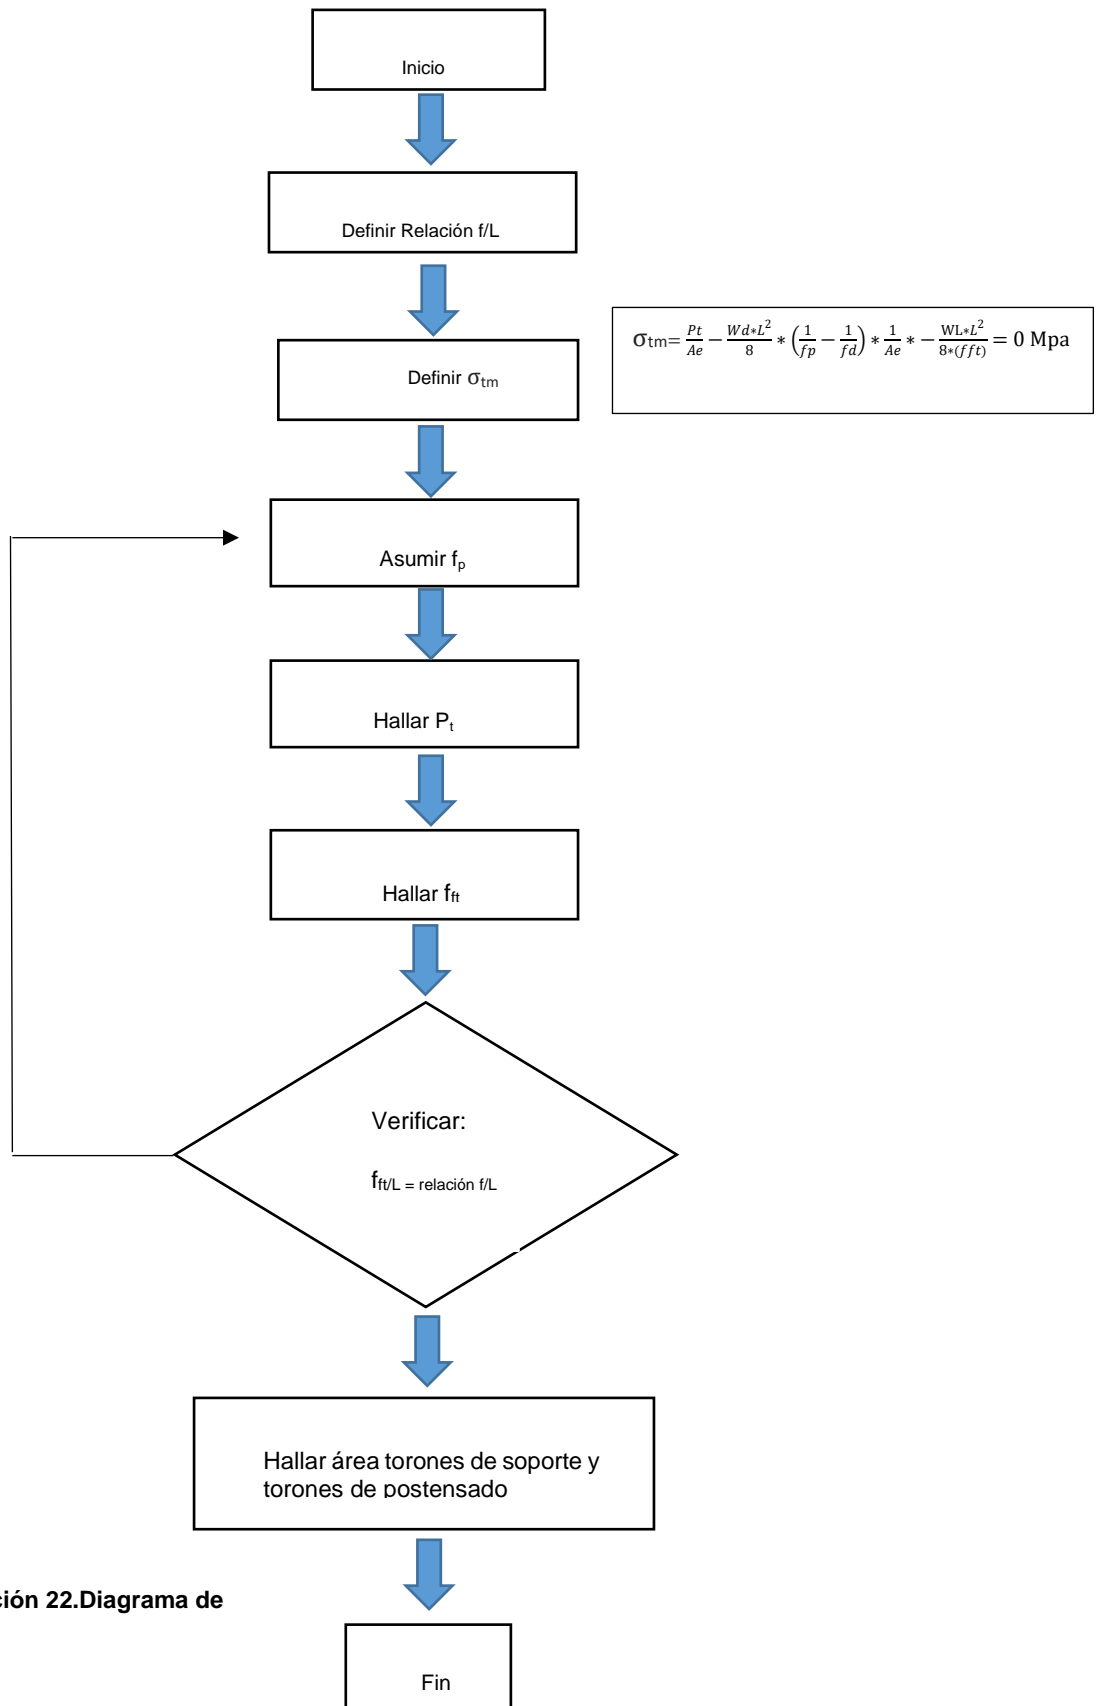 Inicio
Definir Relación f/L
Definir σtm
σtm= Pt/Ae − Wd*L²/8 * (1/fp − 1/fd) * 1/Ae * − WL*L²/8*(fft) = 0 Mpa
Asumir fp
Hallar Pt
Hallar fft
Verificar:
fft/L = relación f/L
Hallar área torones de soporte y
torones de postensado
ción 22.Diagrama de
Fin